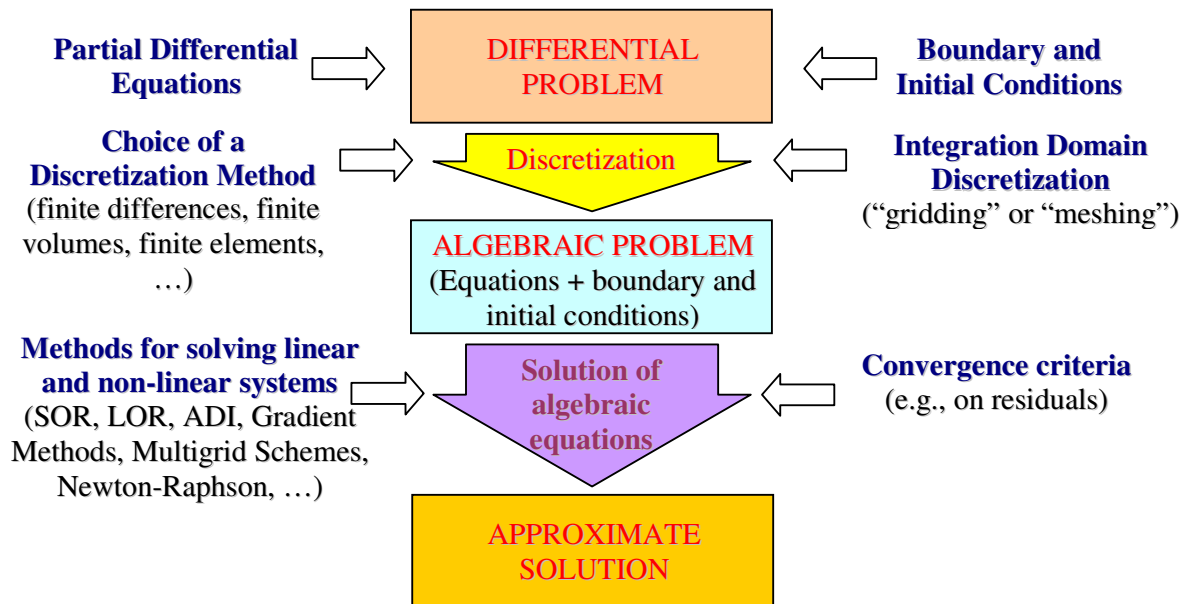 Partial Differential
Equations
DIFFERENTIAL
PROBLEM
Boundary and
Initial Conditions
Choice of a
Discretization Method
(finite differences, finite
volumes, finite elements,
…)
Discretization
Integration Domain
Discretization
(“gridding” or “meshing”)
ALGEBRAIC PROBLEM
(Equations + boundary and
initial conditions)
Methods for solving linear
and non-linear systems
(SOR, LOR, ADI, Gradient
Methods, Multigrid Schemes,
Newton-Raphson, …)
Solution of
algebraic
equations
Convergence criteria
(e.g., on residuals)
APPROXIMATE
SOLUTION